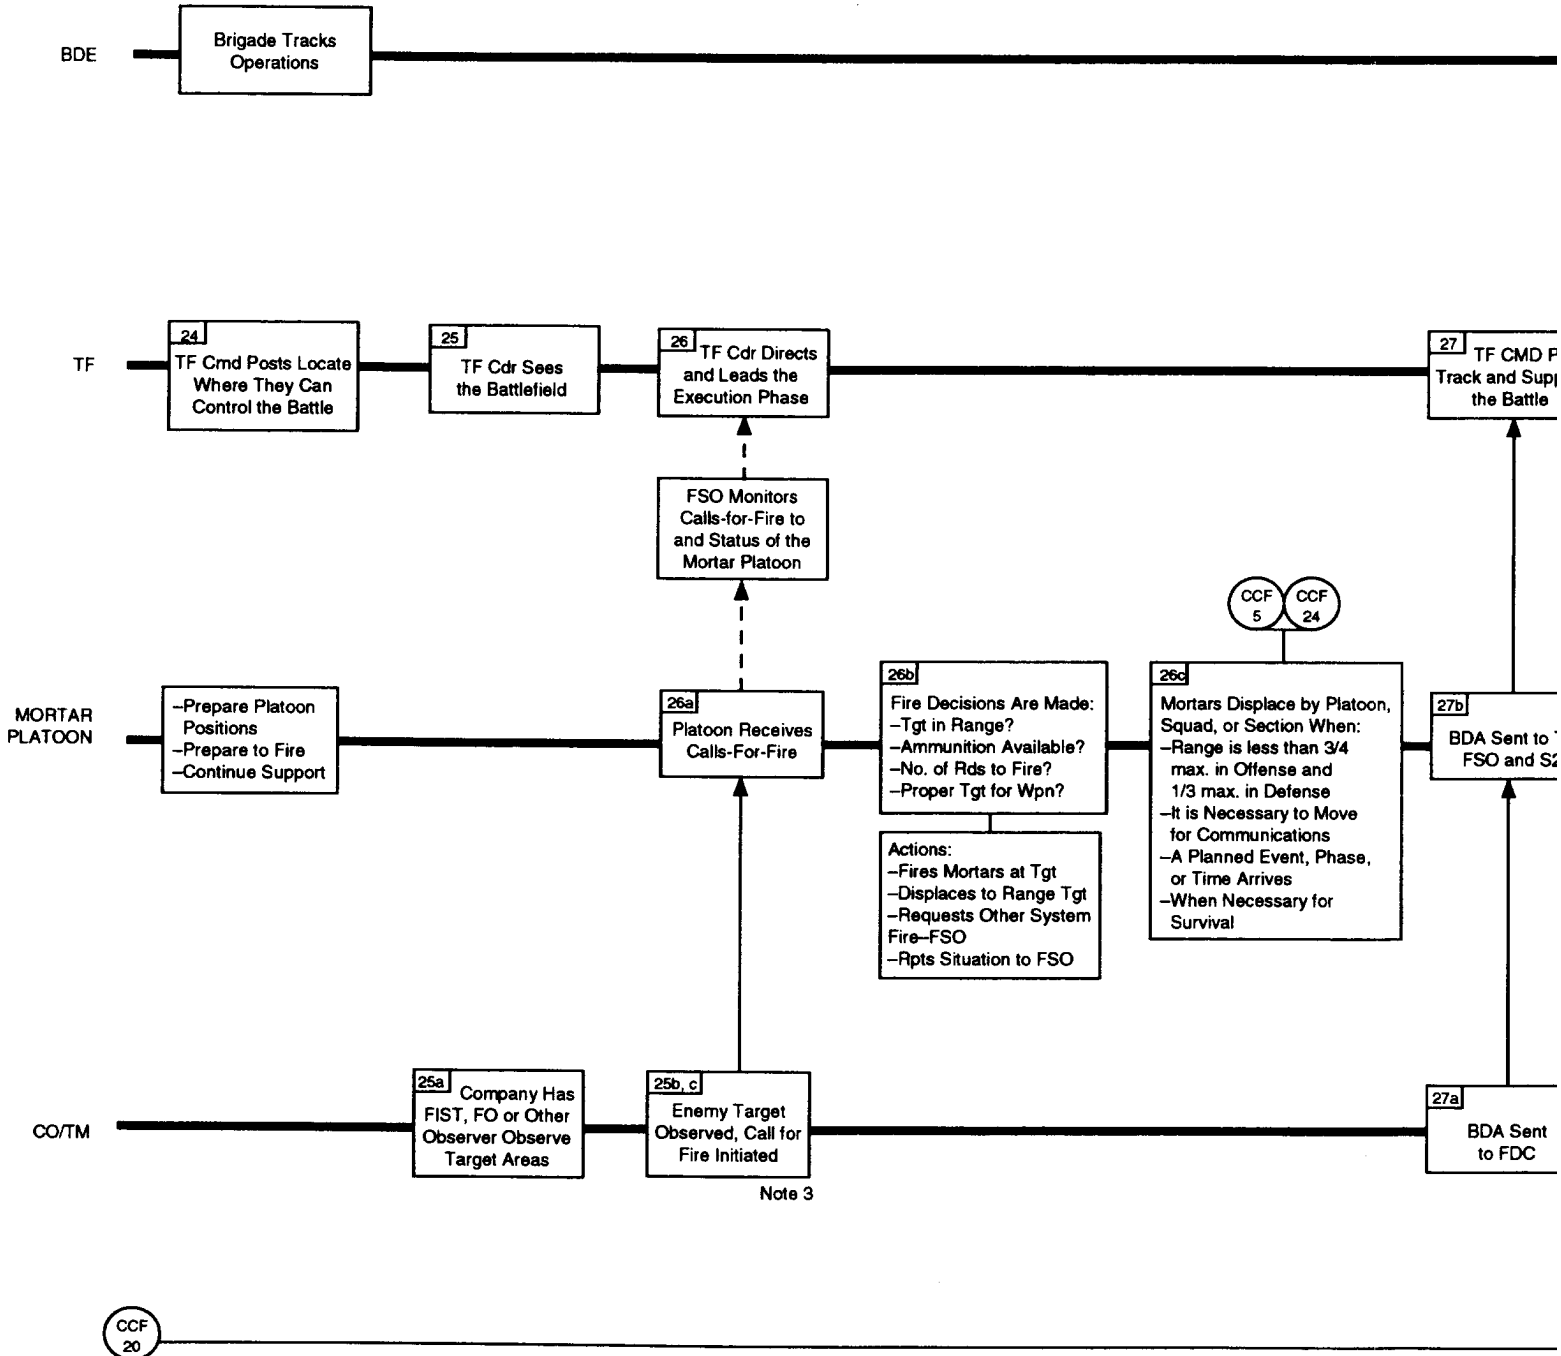 BDE
Brigade Tracks
Operations
TF
24
TF Cmd Posts Locate
Where They Can
Control the Battle
25
TF Cdr Sees
the Battlefield
26
TF Cdr Directs
and Leads the
Execution Phase
27
TF CMD
Track and
the Battle
FSO Monitors
Calls-for-Fire to
and Status of the
Mortar Platoon
CCF
5
CCF
24
MORTAR
PLATOON
–Prepare Platoon
Positions
–Prepare to Fire
–Continue Support
26a
Platoon Receives
Calls-For-Fire
26b
Fire Decisions Are Made:
–Tgt in Range?
–Ammunition Available?
–No. of Rds to Fire?
–Proper Tgt for Wpn?
Actions:
–Fires Mortars at Tgt
–Displaces to Range Tgt
–Requests Other System
Fire–FSO
–Rpts Situation to FSO
26c
Mortars Displace by Platoon,
Squad, or Section When:
–Range is less than 3/4
max. in Offense and
1/3 max. in Defense
–It is Necessary to Move
for Communications
–A Planned Event, Phase,
or Time Arrives
–When Necessary for
Survival
27b
BDA Sent to
FSO and S2
CO/TM
25a
Company Has
FIST, FO or Other
Observer Observe
Target Areas
25b, c
Enemy Target
Observed, Call for
Fire Initiated
Note 3
27a
BDA Sent
to FDC
CCF
20